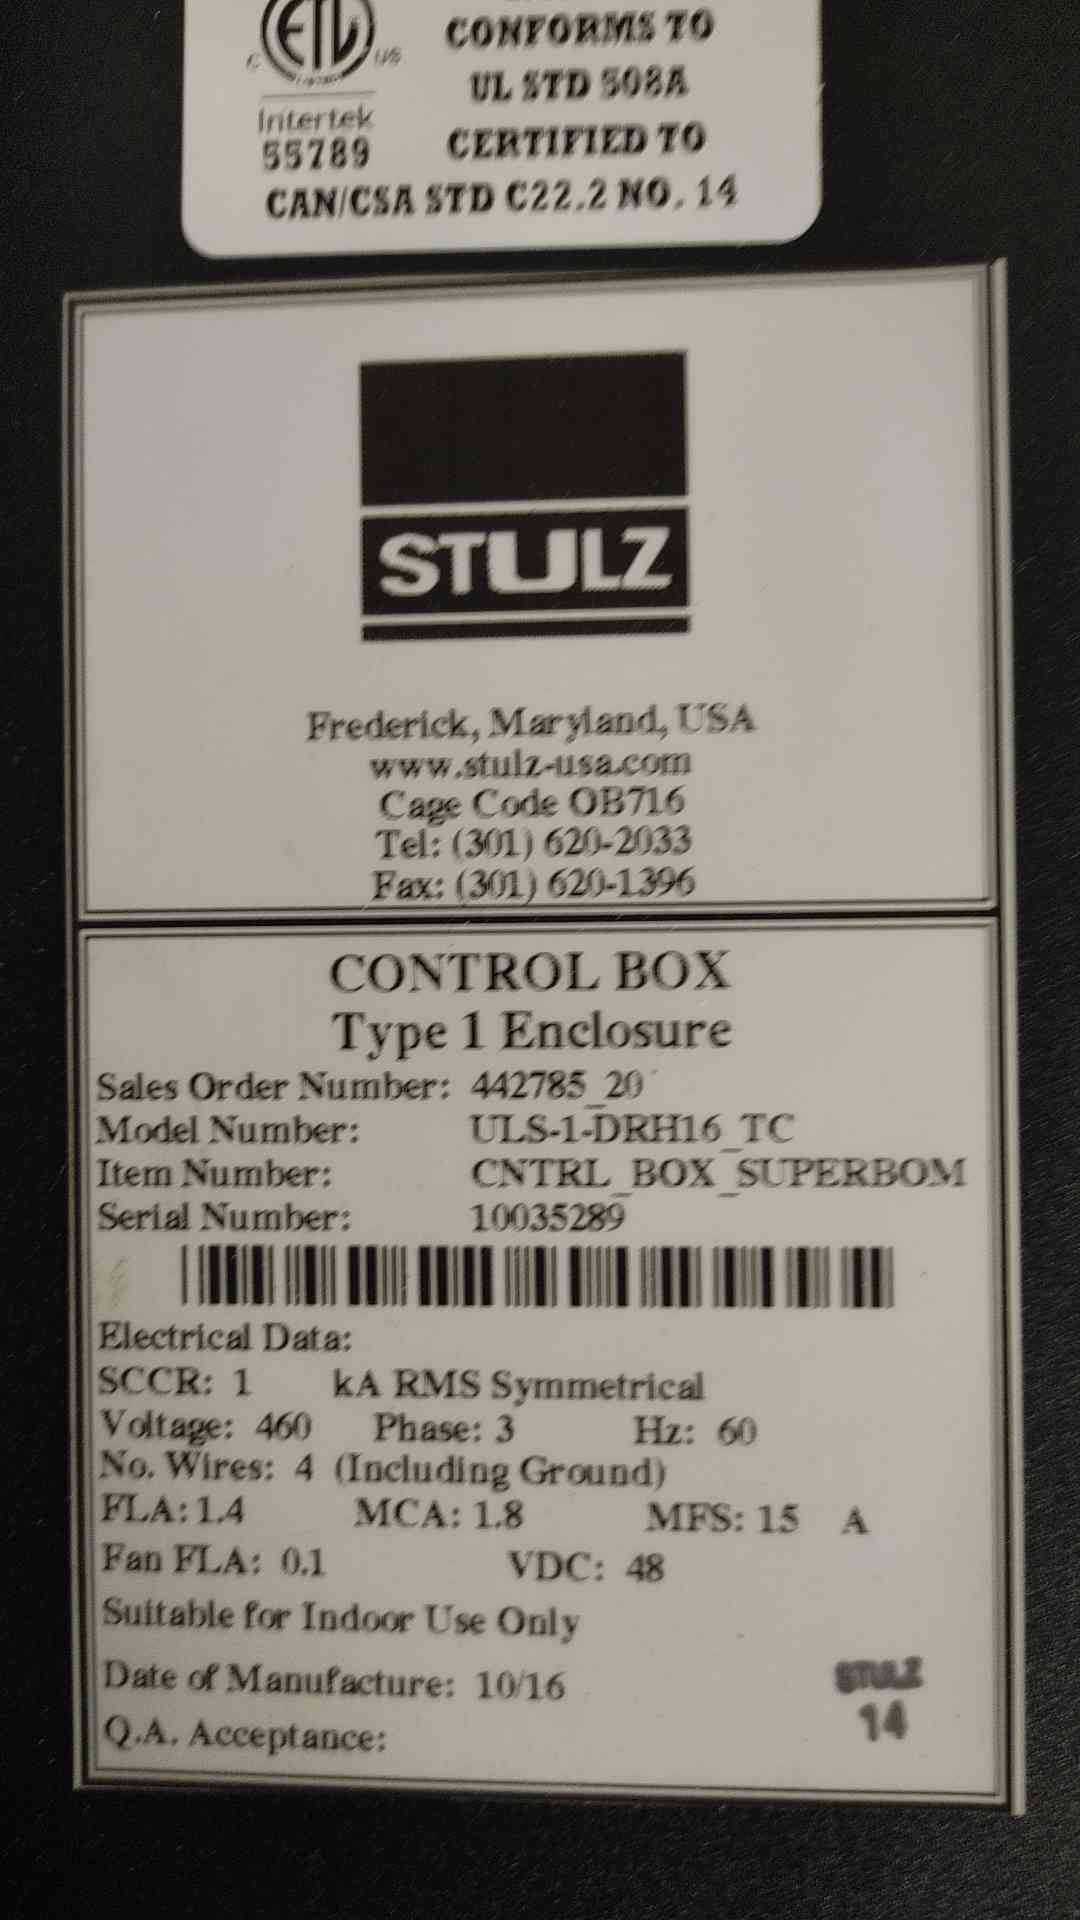 ETL
C US
Intertek
55789
CONFORMS TO
UL STD 508A
CERTIFIED TO
CAN/CSA STD C22.2 NO. 14
STULZ
Frederick, Maryland, USA
www.stulz-usa.com
Cage Code OB716
Tel: (301) 620-2033
Fax: (301) 620-1396
CONTROL BOX
Type 1 Enclosure
Sales Order Number: 442785_20
Model Number: ULS-1-DRH16_TC
Item Number: CNTRL_BOX_SUPERBOM
Serial Number: 10035289
Electrical Data:
SCCR: 1 kA RMS Symmetrical
Voltage: 460 Phase: 3 Hz: 60
No. Wires: 4 (Including Ground)
FLA: 1.4 MCA: 1.8 MFS: 15 A
Fan FLA: 0.1 VDC: 48
Suitable for Indoor Use Only
Date of Manufacture: 10/16
Q.A. Acceptance:
STULZ
14